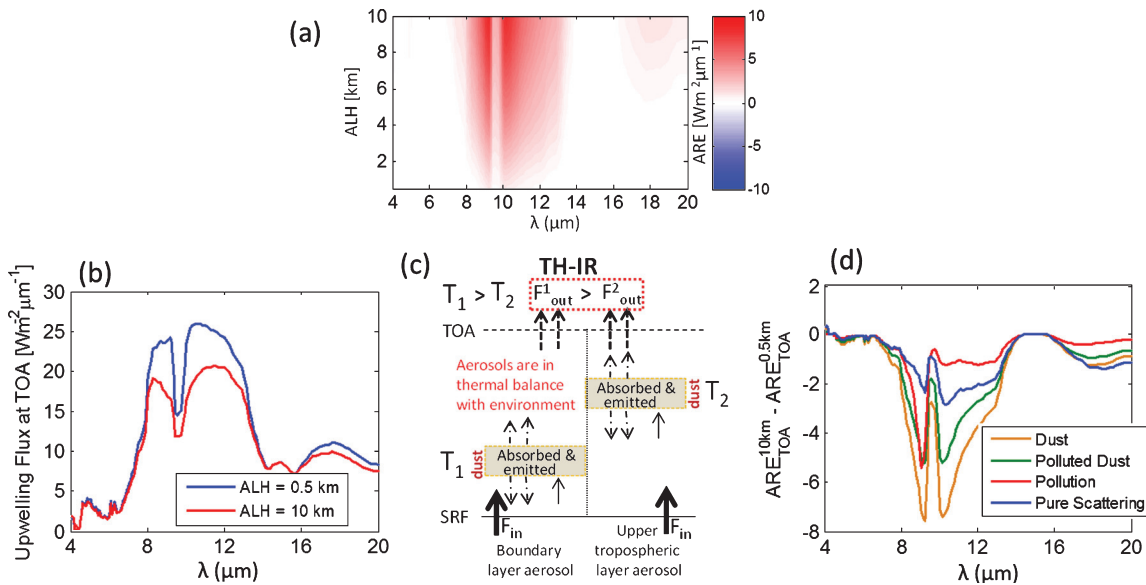 (a)
ALH [km]
10
8
6
4
2
4 6 8 10 12 14 16 18 20
λ (μm)
10
5
0
-5
-10
ARE [Wm⁻²μm⁻¹]
(b)
Upwelling Flux at TOA [Wm⁻²μm⁻¹]
30
25
20
15
10
5
0
4 8 12 16 20
λ (μm)
ALH = 0.5 km
ALH = 10 km
(c)
TH-IR
T₁ > T₂ F¹out > F²out
TOA
Aerosols are in
thermal balance
with environment
Absorbed &
emitted
dust
T₂
T₁
dust
Absorbed &
emitted
SRF
Fin
Fin
Boundary
layer aerosol
Upper
tropospheric
layer aerosol
(d)
ARE¹⁰ᵏᵐTOA - ARE⁰·⁵ᵏᵐTOA
2
0
-2
-4
-6
-8
4 8 12 16 20
λ (μm)
Dust
Polluted Dust
Pollution
Pure Scattering